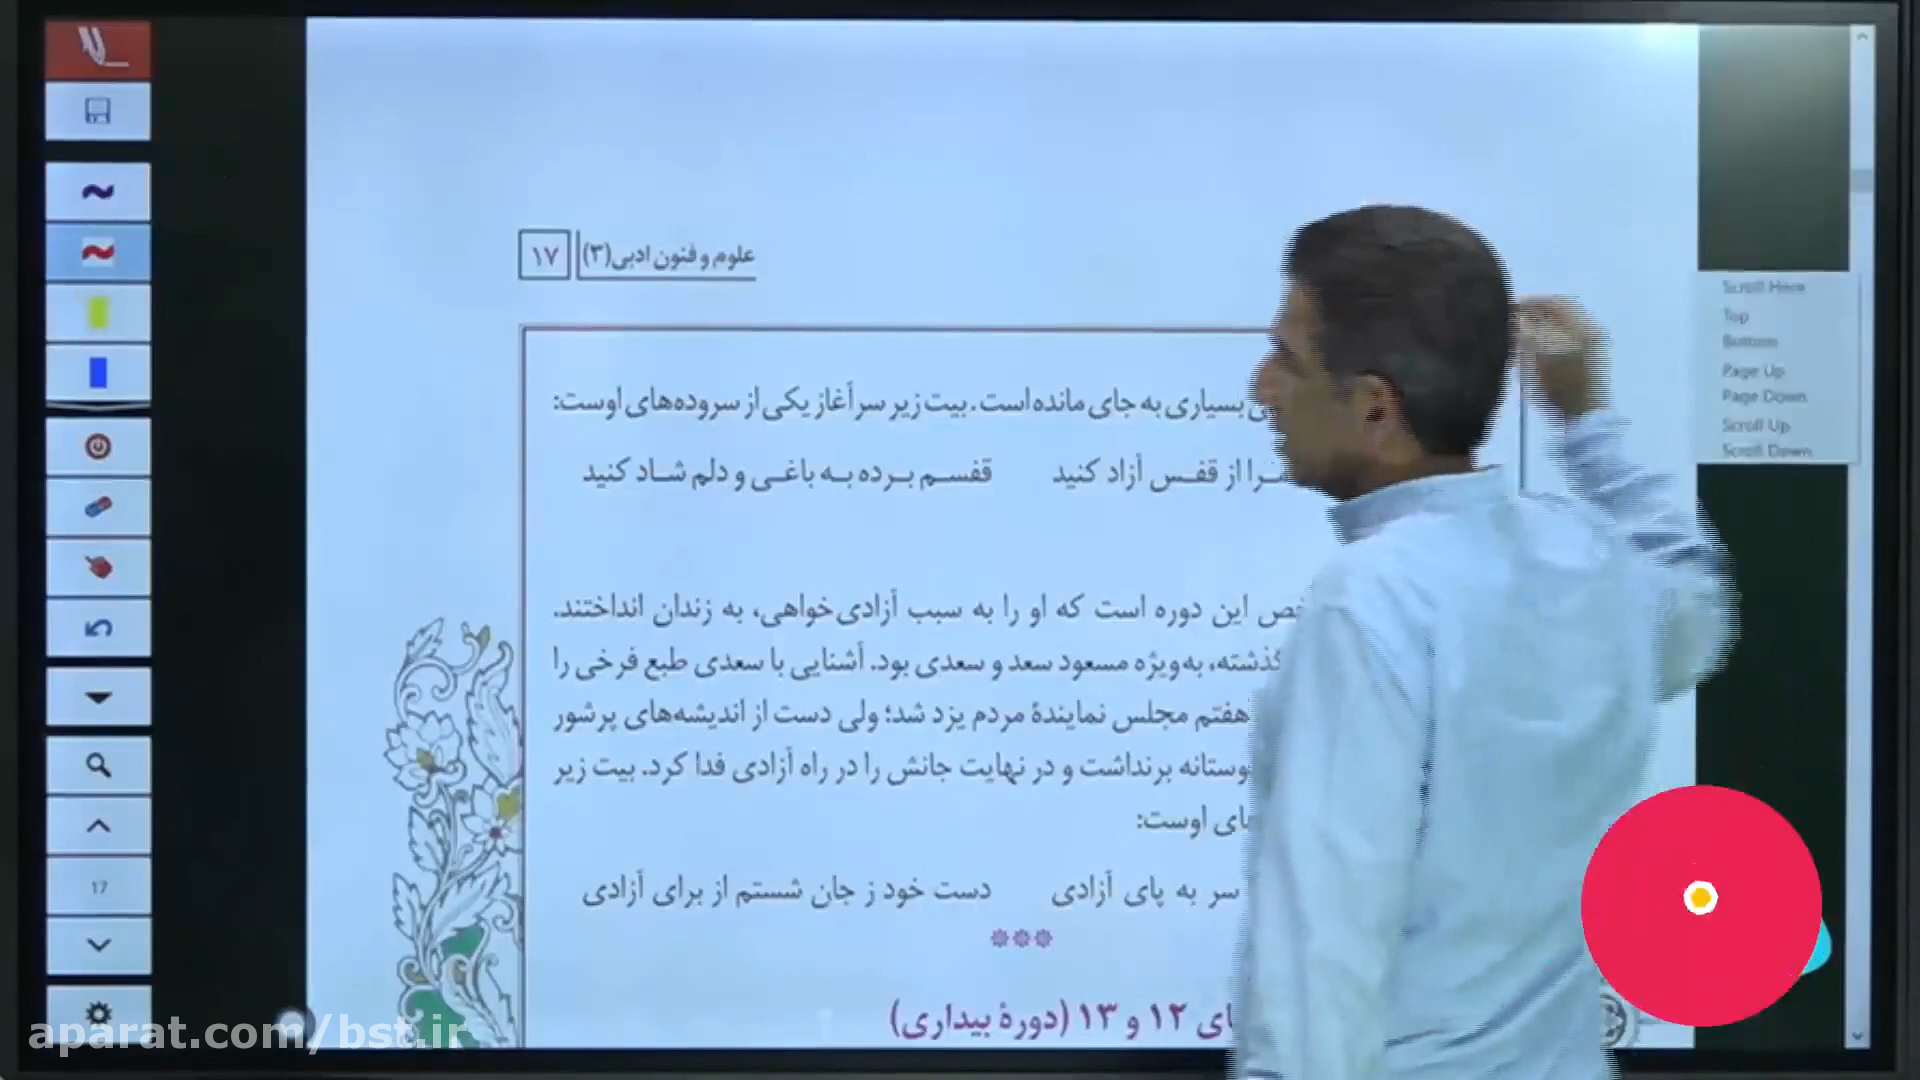 علوم و فنون ادبی(۳)
۱۷
بسیاری به جای مانده است. بیت زیر سرآغاز یکی از سروده‌های اوست:
از قفس آزاد کنید
قفسم برده به باغی و دلم شاد کنید
این دوره است که او را به سبب آزادی‌خواهی، به زندان انداختند.
گذشته، به‌ویژه مسعود سعد و سعدی بود. آشنایی با سعدی طبع فرخی را
هفتم مجلس نمایندۀ مردم یزد شد؛ ولی دست از اندیشه‌های پرشور
برنداشت و در نهایت جانش را در راه آزادی فدا کرد. بیت زیر
اوست:
سر به پای آزادی
دست خود ز جان شستم از برای آزادی
۱۲ و ۱۳ (دورۀ بیداری)
Scroll Here
Top
Bottom
Page Up
Page Down
Scroll Up
Scroll Down
17
aparat.com/bst.ir